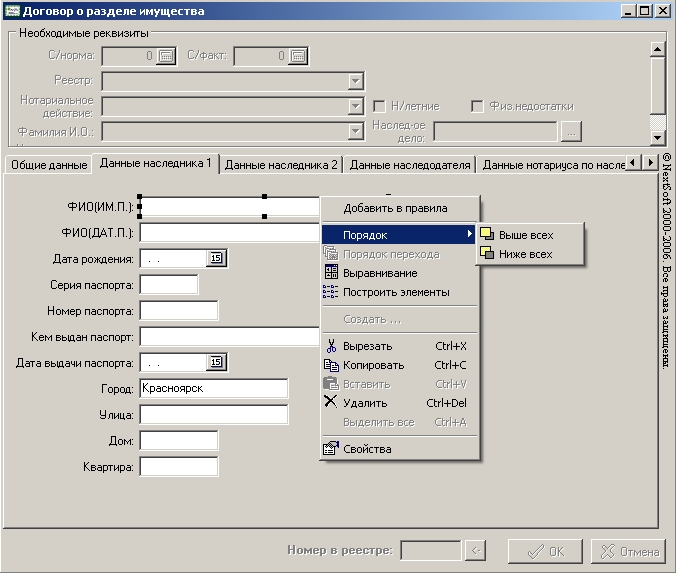 Договор о разделе имущества
Необходимые реквизиты
С/норма: 0 С/факт: 0
Реестр:
Нотариальное действие: Н/летние Физ.недостатки
Фамилия И.О.: Наслед-ое дело: ...
Общие данные Данные наследника 1 Данные наследника 2 Данные наследодателя Данные нотариуса по насле
ФИО(ИМ.П.):
ФИО(ДАТ.П.):
Дата рождения: . . 15
Серия паспорта:
Номер паспорта:
Кем выдан паспорт:
Дата выдачи паспорта: . . 15
Город: Красноярск
Улица:
Дом:
Квартира:
Добавить в правила
Порядок
Порядок перехода
Выравнивание
Построить элементы
Создать ...
Вырезать Ctrl+X
Копировать Ctrl+C
Вставить Ctrl+V
Удалить Ctrl+Del
Выделить все Ctrl+A
Свойства
Выше всех
Ниже всех
© NextSoft 2000-2006. Все права защищены.
Номер в реестре: <- OK Отмена